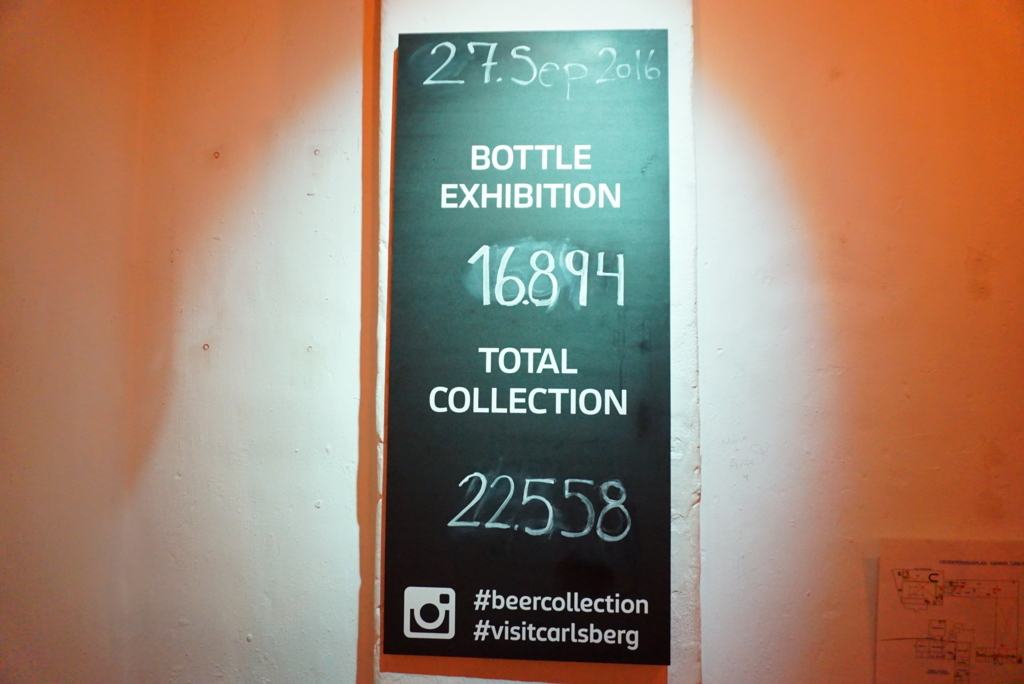 27. Sep 2016
BOTTLE
EXHIBITION
16.894
TOTAL
COLLECTION
22.558
#beercollection
#visitcarlsberg